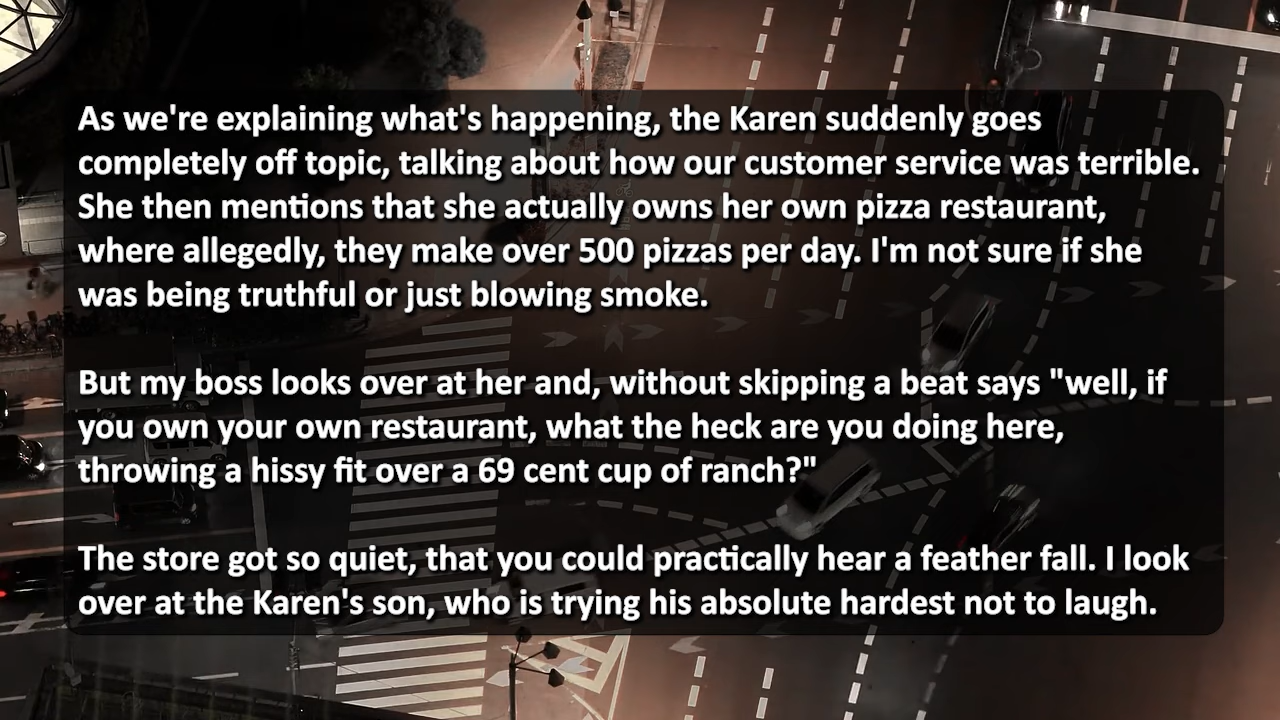 As we're explaining what's happening, the Karen suddenly goes
completely off topic, talking about how our customer service was terrible.
She then mentions that she actually owns her own pizza restaurant,
where allegedly, they make over 500 pizzas per day. I'm not sure if she
was being truthful or just blowing smoke.
But my boss looks over at her and, without skipping a beat says "well, if
you own your own restaurant, what the heck are you doing here,
throwing a hissy fit over a 69 cent cup of ranch?"
The store got so quiet, that you could practically hear a feather fall. I look
over at the Karen's son, who is trying his absolute hardest not to laugh.